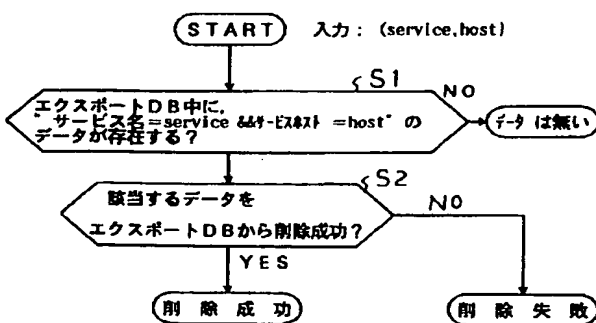 START
入力: (service,host)
S1
エクスポートDB中に,
"サービス名=service &&サービスホスト =host" の
データが存在する?
NO
データは無い
S2
該当するデータを
エクスポートDBから削除成功?
NO
YES
削除成功
削除失敗